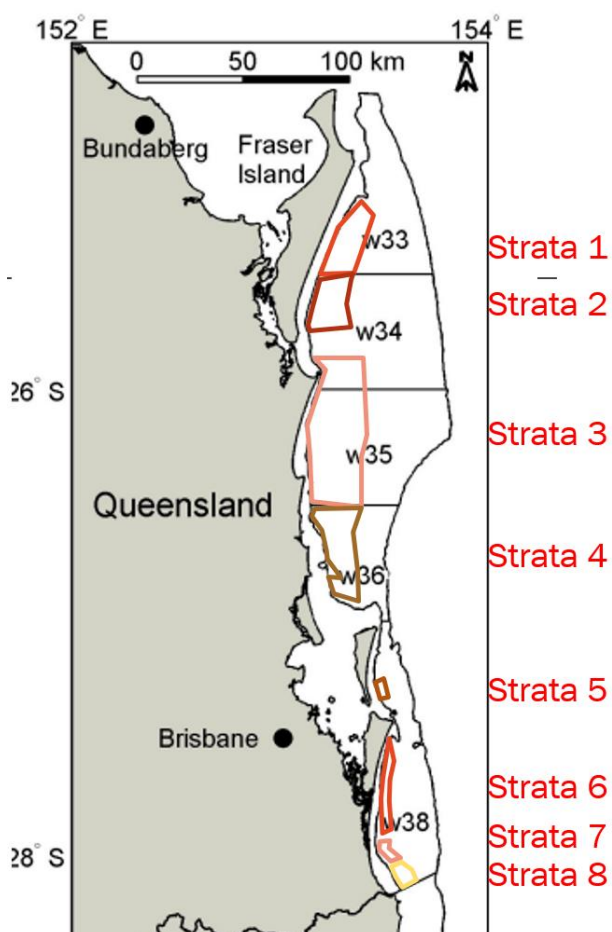 152° E
154° E
0 50 100 km
N
Bundaberg
Fraser
Island
w33
Strata 1
Strata 2
w34
26° S
Strata 3
w35
Queensland
Strata 4
w36
Strata 5
Brisbane
Strata 6
w38
Strata 7
28° S
Strata 8